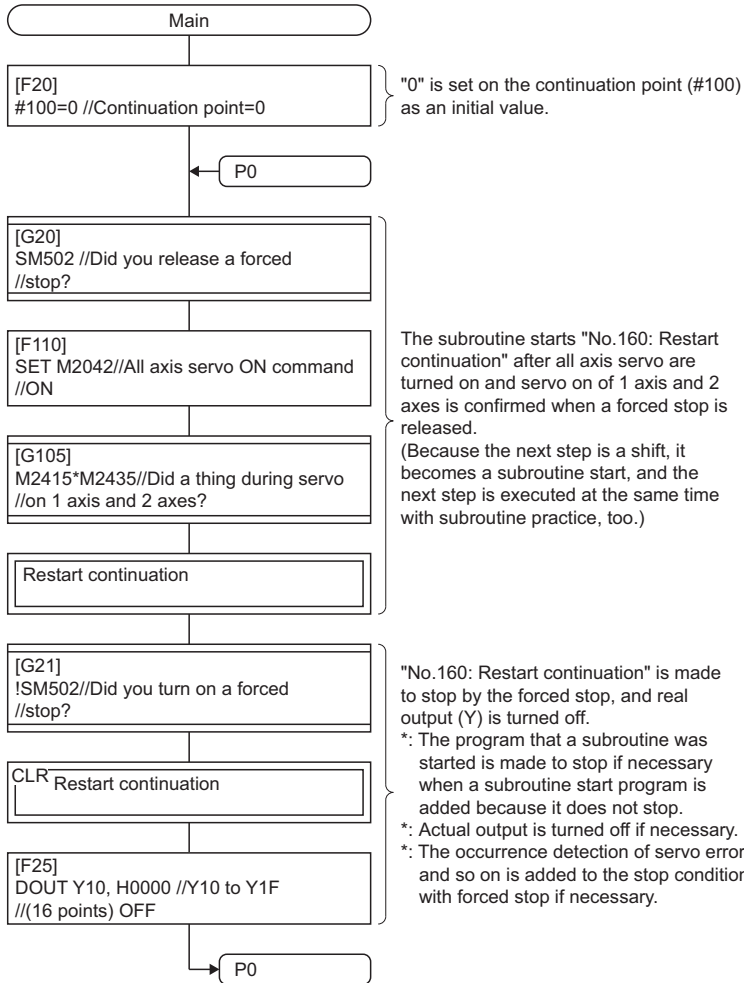 Main
[F20]
#100=0 //Continuation point=0
"0" is set on the continuation point (#100)
as an initial value.
P0
[G20]
SM502 //Did you release a forced
//stop?
[F110]
SET M2042//All axis servo ON command
//ON
[G105]
M2415*M2435//Did a thing during servo
//on 1 axis and 2 axes?
Restart continuation
The subroutine starts "No.160: Restart
continuation" after all axis servo are
turned on and servo on of 1 axis and 2
axes is confirmed when a forced stop is
released.
(Because the next step is a shift, it
becomes a subroutine start, and the
next step is executed at the same time
with subroutine practice, too.)
[G21]
!SM502//Did you turn on a forced
//stop?
CLR Restart continuation
[F25]
DOUT Y10, H0000 //Y10 to Y1F
//(16 points) OFF
"No.160: Restart continuation" is made
to stop by the forced stop, and real
output (Y) is turned off.
*: The program that a subroutine was
started is made to stop if necessary
when a subroutine start program is
added because it does not stop.
*: Actual output is turned off if necessary.
*: The occurrence detection of servo error
and so on is added to the stop condition
with forced stop if necessary.
P0